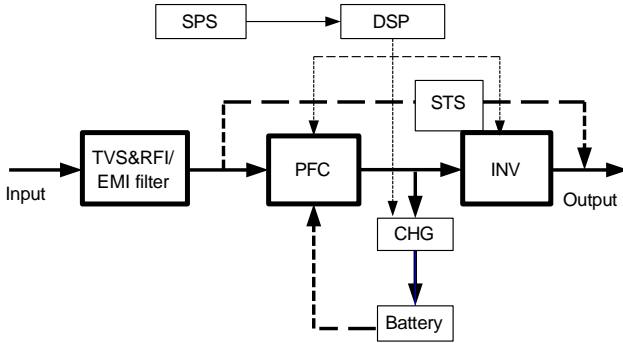 SPS
DSP
STS
TVS&RFI/
EMI filter
PFC
INV
Input
Output
CHG
Battery